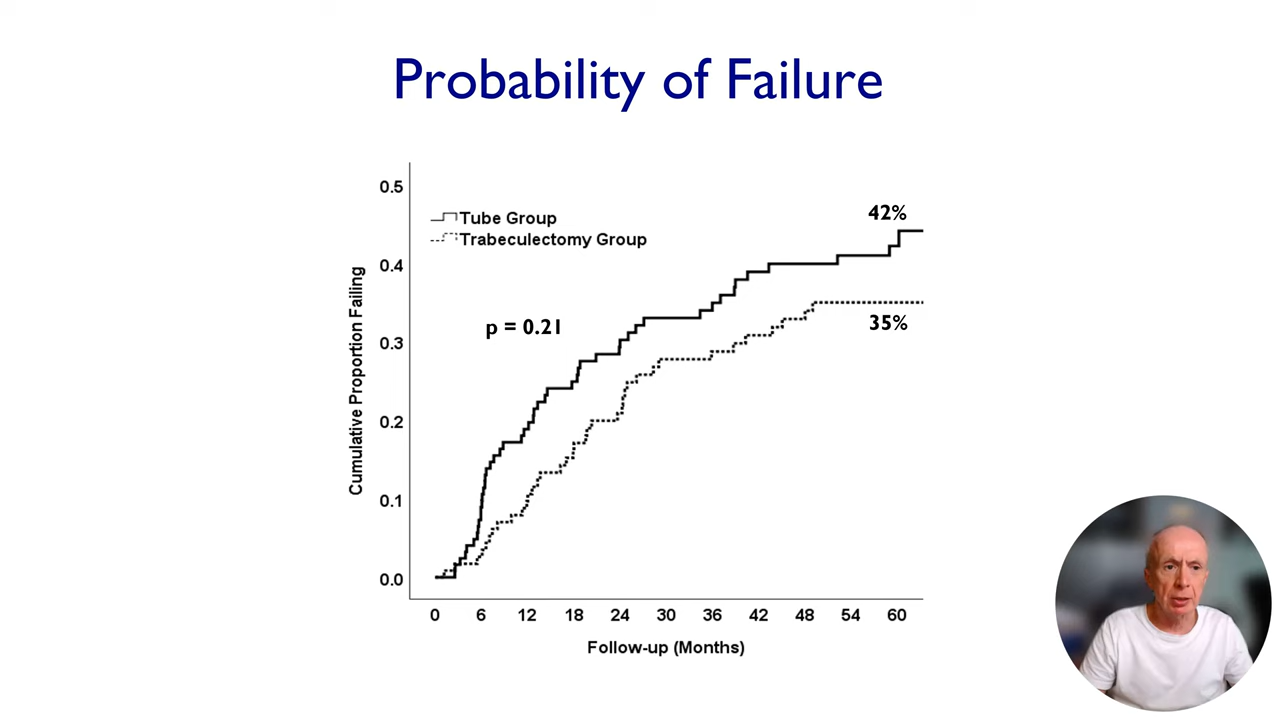 Probability of Failure
0.5
0.4
0.3
0.2
0.1
0.0
Cumulative Proportion Failing
Tube Group
Trabeculectomy Group
p = 0.21
42%
35%
0 6 12 18 24 30 36 42 48 54 60
Follow-up (Months)